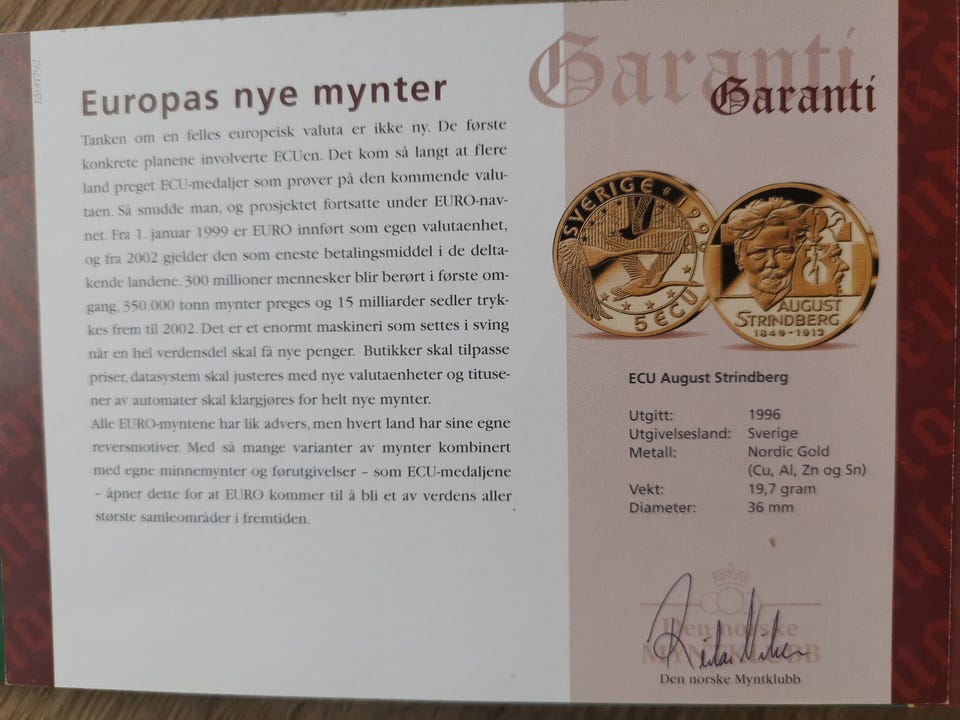 ES00792
Europas nye mynter
Tanken om en felles europeisk valuta er ikke ny. De første
konkrete planene involverte ECUen. Det kom så langt at flere
land preget ECU-medaljer som prøver på den kommende valu-
taen. Så snudde man, og prosjektet fortsatte under EURO-nav-
net. Fra 1. januar 1999 er EURO innført som egen valutaenhet,
og fra 2002 gjelder den som eneste betalingsmiddel i de delta-
kende landene. 300 millioner mennesker blir berørt i første om-
gang, 350.000 tonn mynter preges og 15 milliarder sedler tryk-
kes frem til 2002. Det er et enormt maskineri som settes i sving
når en hel verdensdel skal få nye penger. Butikker skal tilpasse
priser, datasystem skal justeres med nye valutaenheter og tituse-
ner av automater skal klargjøres for helt nye mynter.
Alle EURO-myntene har lik advers, men hvert land har sine egne
reversmotiver. Med så mange varianter av mynter kombinert
med egne minnemynter og førutgivelser – som ECU-medaljene
– åpner dette for at EURO kommer til å bli et av verdens aller
største samleområder i fremtiden.
Garanti
Garanti
SVERIGE 199
5 ECU
AUGUST
STRINDBERG
1849-1912
ECU August Strindberg
Utgitt: 1996
Utgivelsesland: Sverige
Metall: Nordic Gold
(Cu, Al, Zn og Sn)
Vekt: 19,7 gram
Diameter: 36 mm
Den norske
MYNTKLUBB
Den norske Myntklubb